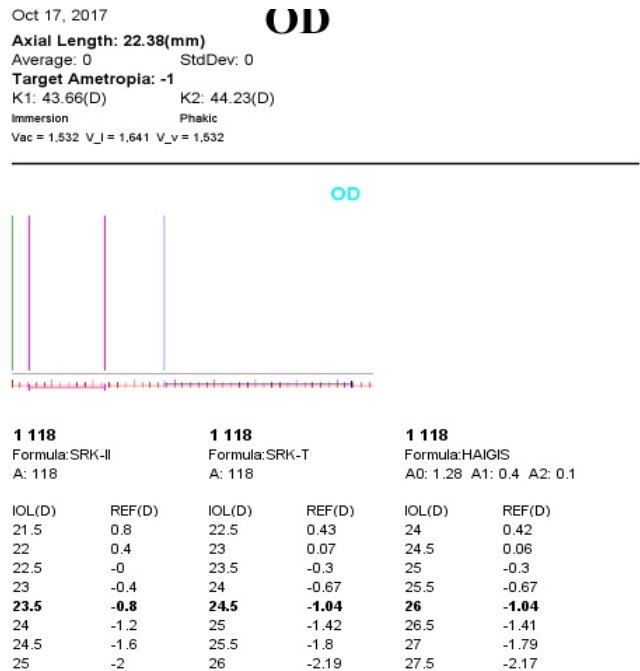 Oct 17, 2017
OD
Axial Length: 22.38(mm)
Average: 0 StdDev: 0
Target Ametropia: -1
K1: 43.66(D) K2: 44.23(D)
Immersion Phakic
Vac = 1,532 V_l = 1,641 V_v = 1,532
OD
1 118 1 118 1 118
Formula:SRK-II Formula:SRK-T Formula:HAIGIS
A: 118 A: 118 A0: 1.28 A1: 0.4 A2: 0.1
IOL(D) REF(D) IOL(D) REF(D) IOL(D) REF(D)
21.5 0.8 22.5 0.43 24 0.42
22 0.4 23 0.07 24.5 0.06
22.5 -0 23.5 -0.3 25 -0.3
23 -0.4 24 -0.67 25.5 -0.67
23.5 -0.8 24.5 -1.04 26 -1.04
24 -1.2 25 -1.42 26.5 -1.41
24.5 -1.6 25.5 -1.8 27 -1.79
25 -2 26 -2.19 27.5 -2.17